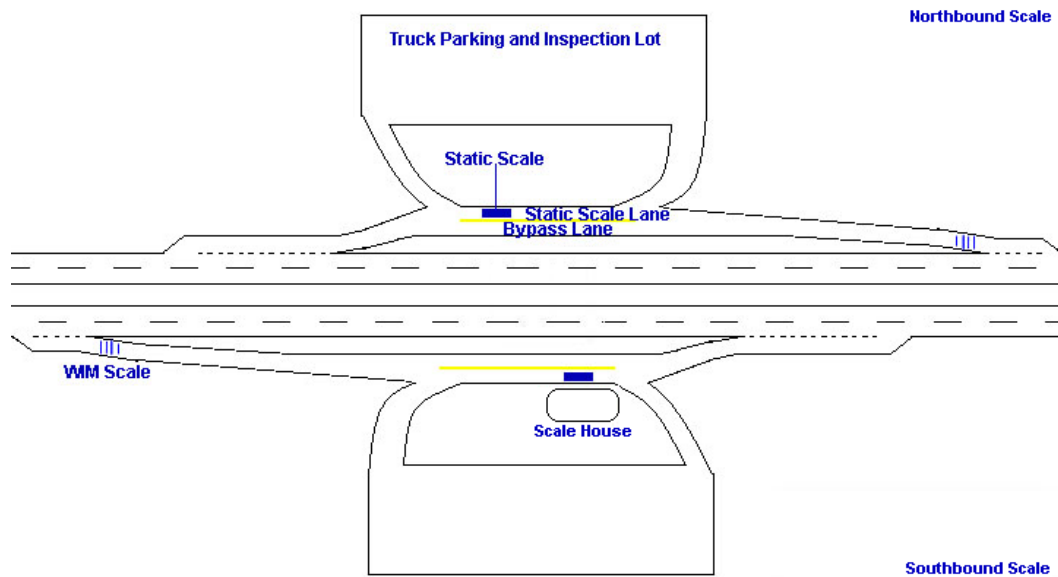 Northbound Scale
Truck Parking and Inspection Lot
Static Scale
Static Scale Lane
Bypass Lane
WIM Scale
Scale House
Southbound Scale